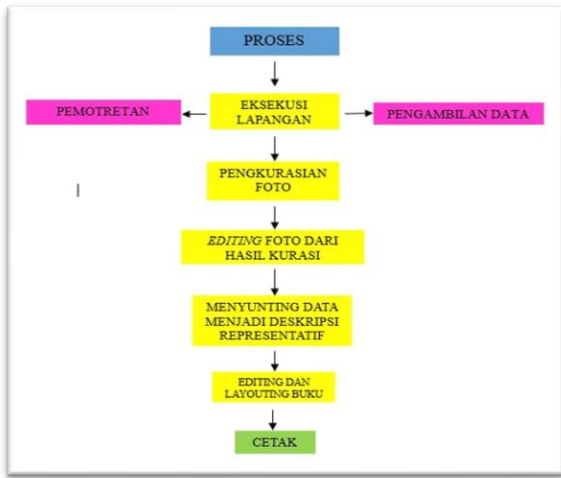 PROSES
EKSEKUSI
LAPANGAN
PEMOTRETAN
PENGAMBILAN DATA
PENGKURASIAN
FOTO
EDITING FOTO DARI
HASIL KURASI
MENYUNTING DATA
MENJADI DESKRIPSI
REPRESENTATIF
EDITING DAN
LAYOUTING BUKU
CETAK